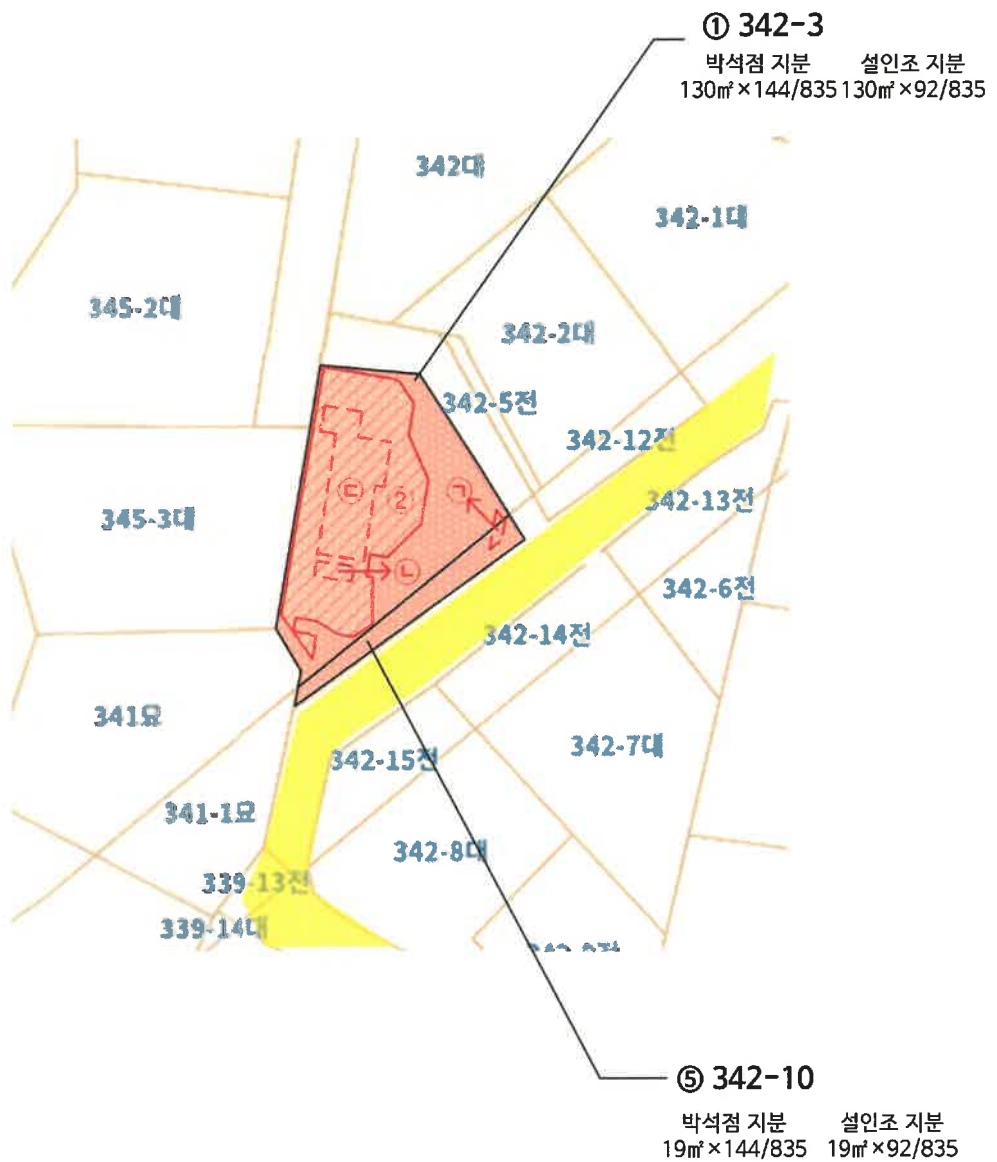 ① 342-3
박석점 지분 설인조 지분
130㎡×144/835 130㎡×92/835
342대
342-1대
345-2대
342-2대
342-5전
342-12전
㉠
㉢ ②
342-13전
345-3대
㉡
342-6전
342-14전
341묘
342-7대
342-15전
341-1묘
342-8대
339-13전
339-14대
⑤ 342-10
박석점 지분 설인조 지분
19㎡×144/835 19㎡×92/835